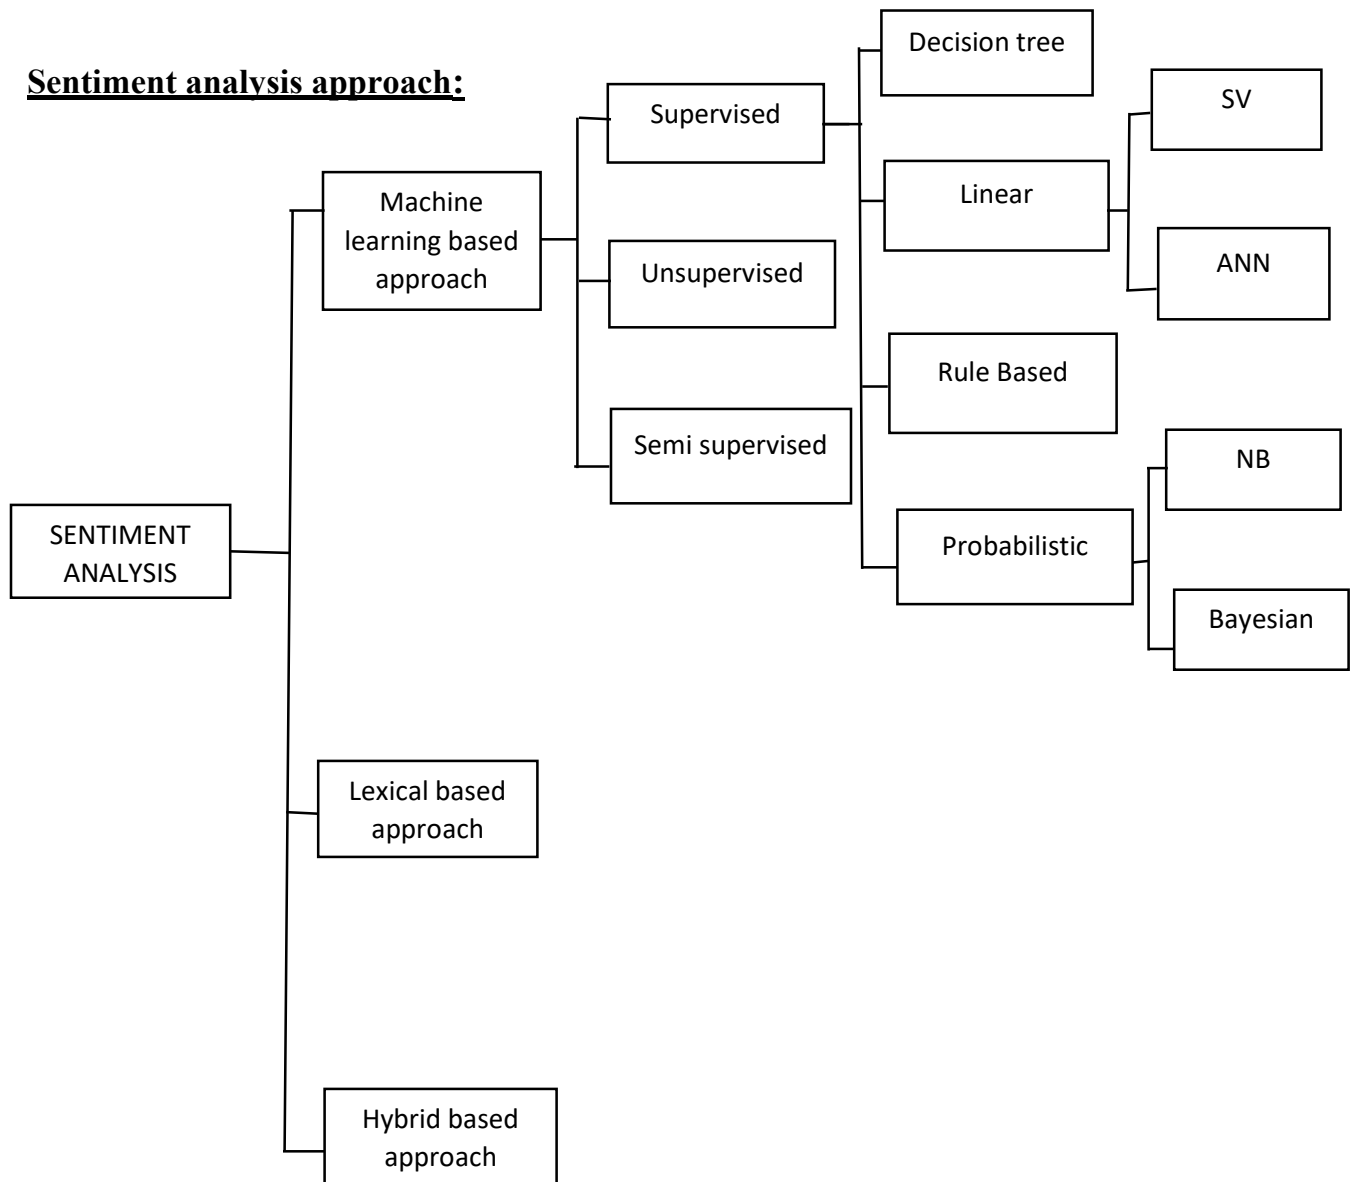 Sentiment analysis approach:
SENTIMENT
ANALYSIS
Machine
learning based
approach
Lexical based
approach
Hybrid based
approach
Supervised
Unsupervised
Semi supervised
Decision tree
Linear
Rule Based
Probabilistic
SV
ANN
NB
Bayesian